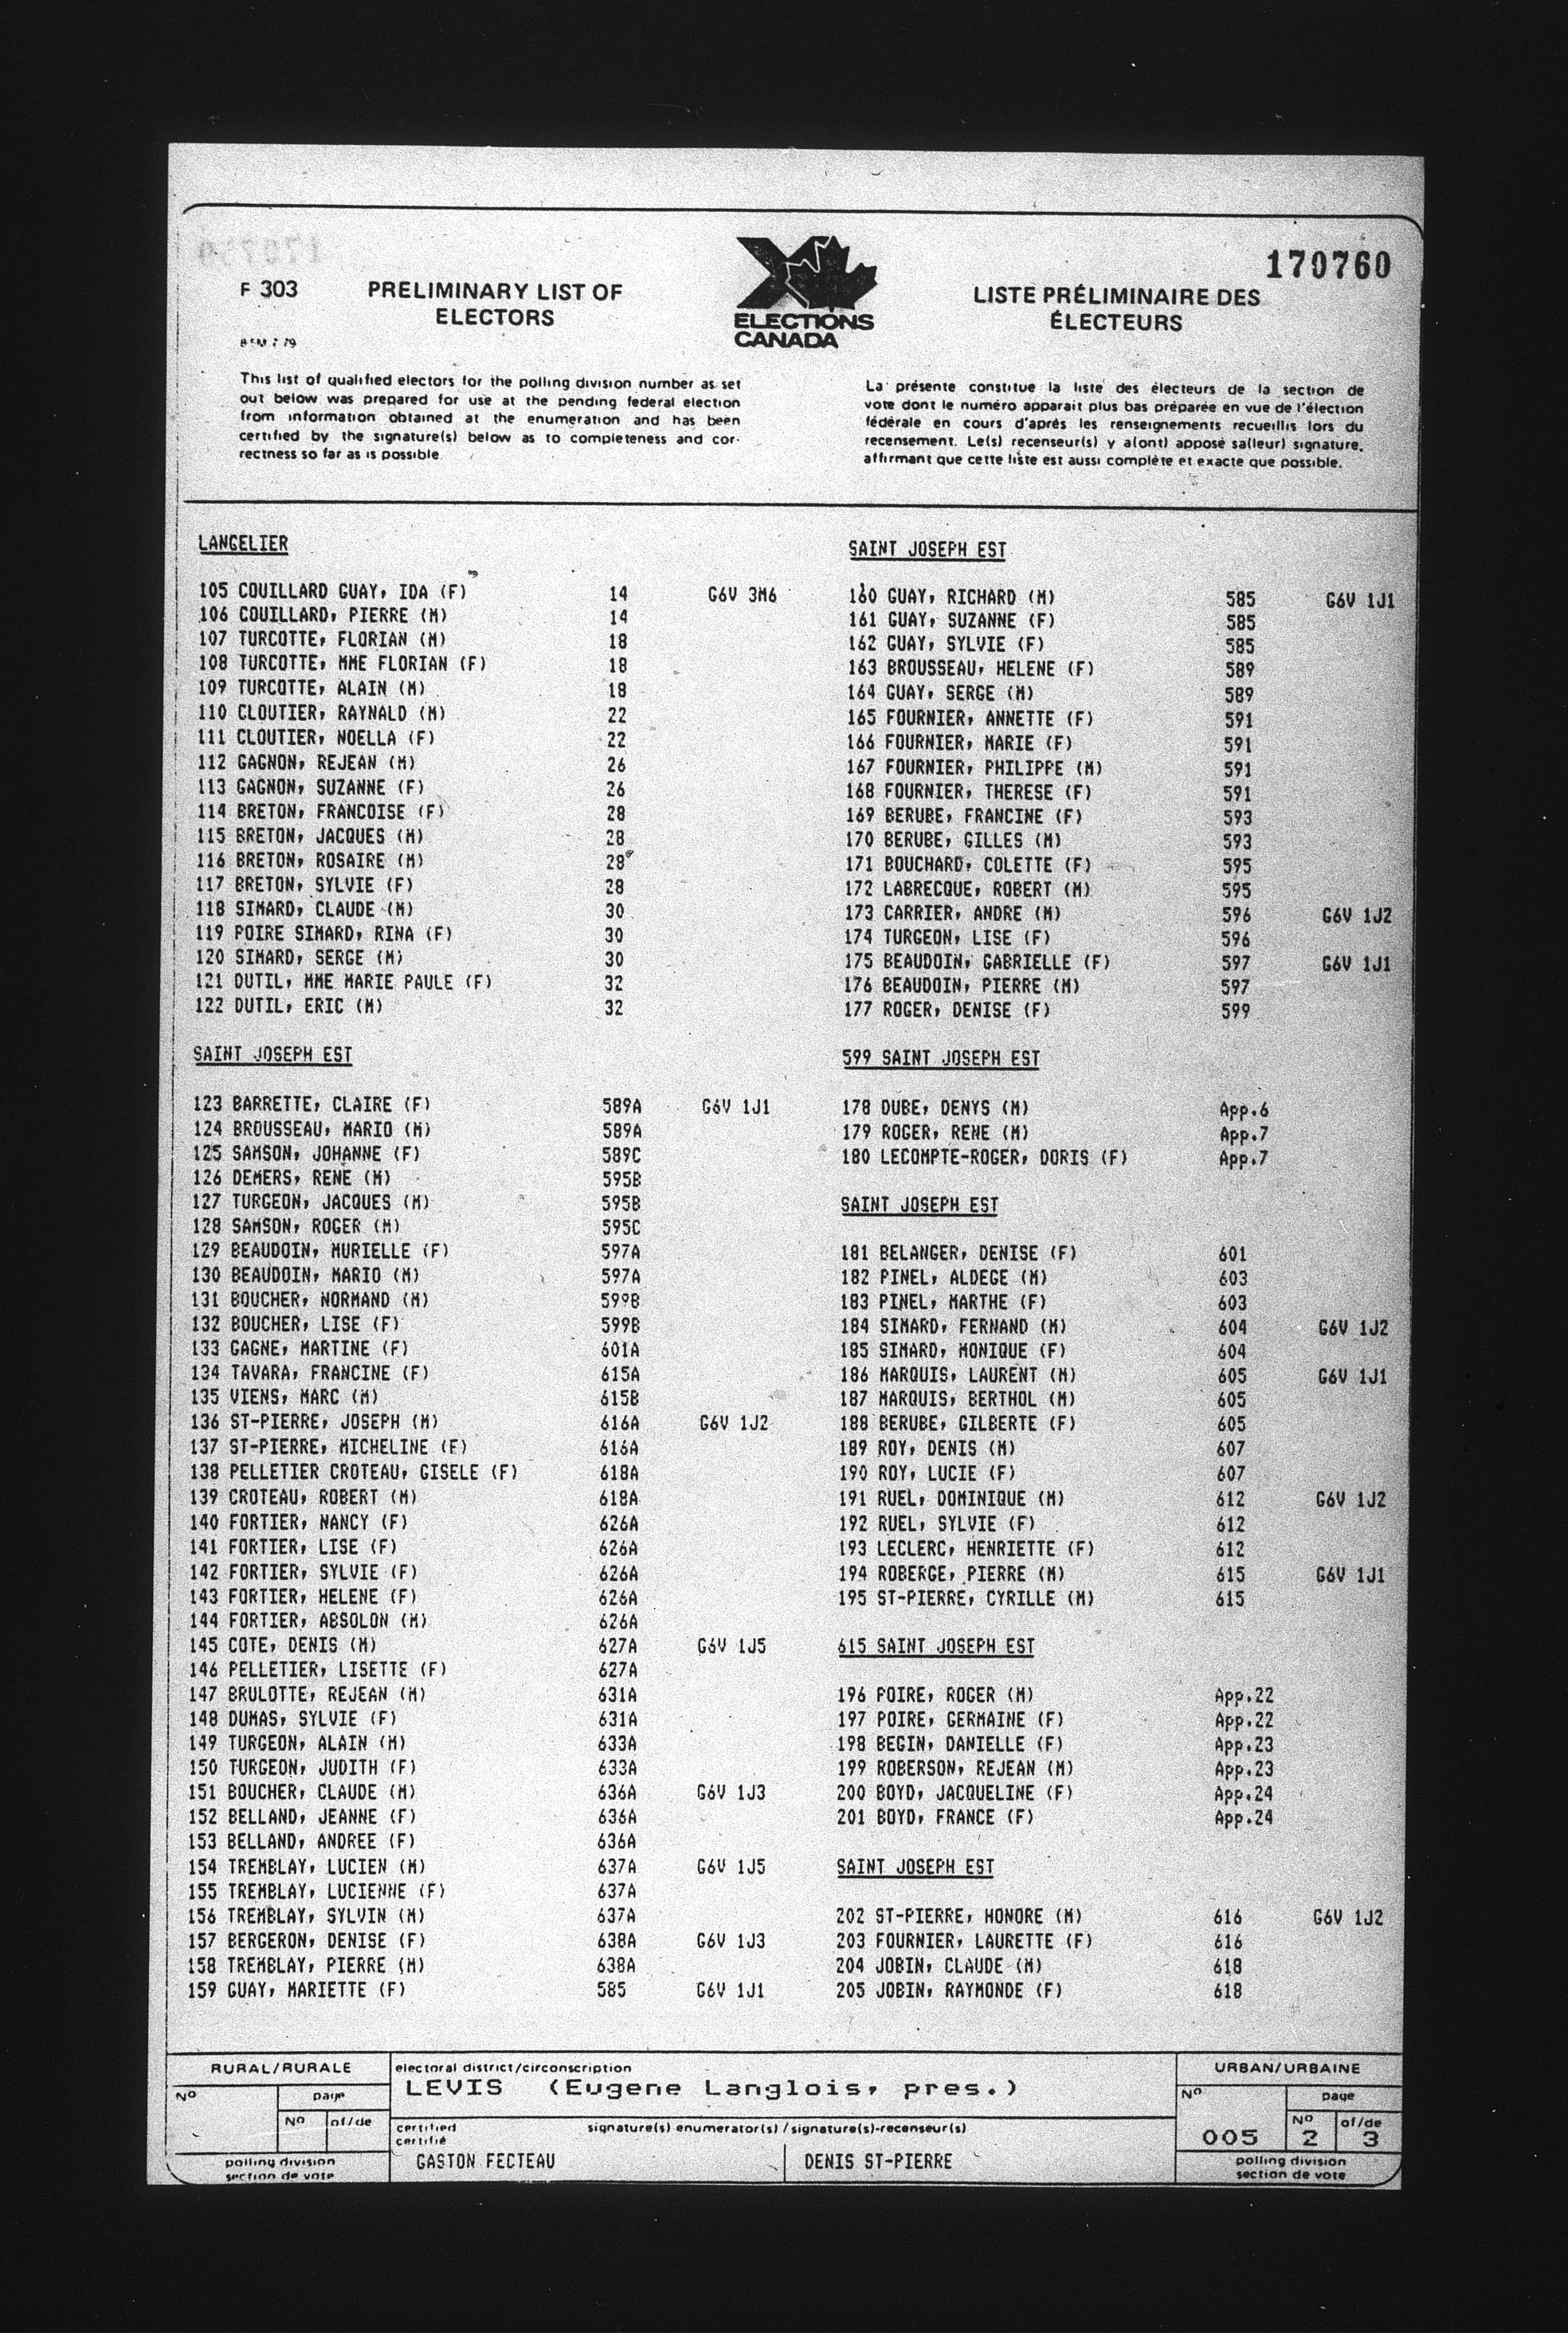 170760
F 303
PRELIMINARY LIST OF
ELECTORS
ELECTIONS
CANADA
LISTE PRÉLIMINAIRE DES
ÉLECTEURS
This list of qualified electors for the polling division number as set
out below was prepared for use at the pending federal election
from information obtained at the enumeration and has been
certified by the signature(s) below as to completeness and cor-
rectness so far as is possible.
La présente constitue la liste des électeurs de la section de
vote dont le numéro apparait plus bas préparée en vue de l'élection
fédérale en cours d'aprés les renseignements recueillis lors du
recensement. Le(s) recenseur(s) y a(ont) apposé sa(leur) signature,
affirmant que cette liste est aussi complète et exacte que possible.
LANGELIER
105 COUILLARD GUAY, IDA (F) 14 G6V 3M6
106 COUILLARD, PIERRE (M) 14
107 TURCOTTE, FLORIAN (M) 18
108 TURCOTTE, MME FLORIAN (F) 18
109 TURCOTTE, ALAIN (M) 18
110 CLOUTIER, RAYNALD (M) 22
111 CLOUTIER, NOELLA (F) 22
112 GAGNON, REJEAN (M) 26
113 GAGNON, SUZANNE (F) 26
114 BRETON, FRANCOISE (F) 28
115 BRETON, JACQUES (M) 28
116 BRETON, ROSAIRE (M) 28
117 BRETON, SYLVIE (F) 28
118 SIMARD, CLAUDE (M) 30
119 POIRE SIMARD, RINA (F) 30
120 SIMARD, SERGE (M) 30
121 DUTIL, MME MARIE PAULE (F) 32
122 DUTIL, ERIC (M) 32
SAINT JOSEPH EST
123 BARRETTE, CLAIRE (F) 589A G6V 1J1
124 BROUSSEAU, MARIO (M) 589A
125 SAMSON, JOHANNE (F) 589C
126 DEMERS, RENE (M) 595B
127 TURGEON, JACQUES (M) 595B
128 SAMSON, ROGER (M) 595C
129 BEAUDOIN, MURIELLE (F) 597A
130 BEAUDOIN, MARIO (M) 597A
131 BOUCHER, NORMAND (M) 599B
132 BOUCHER, LISE (F) 599B
133 GAGNE, MARTINE (F) 601A
134 TAVARA, FRANCINE (F) 615A
135 VIENS, MARC (M) 615B
136 ST-PIERRE, JOSEPH (M) 616A G6V 1J2
137 ST-PIERRE, MICHELINE (F) 616A
138 PELLETIER CROTEAU, GISELE (F) 618A
139 CROTEAU, ROBERT (M) 618A
140 FORTIER, NANCY (F) 626A
141 FORTIER, LISE (F) 626A
142 FORTIER, SYLVIE (F) 626A
143 FORTIER, HELENE (F) 626A
144 FORTIER, ABSOLON (M) 626A
145 COTE, DENIS (M) 627A G6V 1J5
146 PELLETIER, LISETTE (F) 627A
147 BRULOTTE, REJEAN (M) 631A
148 DUMAS, SYLVIE (F) 631A
149 TURGEON, ALAIN (M) 633A
150 TURGEON, JUDITH (F) 633A
151 BOUCHER, CLAUDE (M) 636A G6V 1J3
152 BELLAND, JEANNE (F) 636A
153 BELLAND, ANDREE (F) 636A
154 TREMBLAY, LUCIEN (M) 637A G6V 1J5
155 TREMBLAY, LUCIENNE (F) 637A
156 TREMBLAY, SYLVIN (M) 637A
157 BERGERON, DENISE (F) 638A G6V 1J3
158 TREMBLAY, PIERRE (M) 638A
159 GUAY, MARIETTE (F) 585 G6V 1J1
SAINT JOSEPH EST
160 GUAY, RICHARD (M) 585 G6V 1J1
161 GUAY, SUZANNE (F) 585
162 GUAY, SYLVIE (F) 585
163 BROUSSEAU, HELENE (F) 589
164 GUAY, SERGE (M) 589
165 FOURNIER, ANNETTE (F) 591
166 FOURNIER, MARIE (F) 591
167 FOURNIER, PHILIPPE (M) 591
168 FOURNIER, THERESE (F) 591
169 BERUBE, FRANCINE (F) 593
170 BERUBE, GILLES (M) 593
171 BOUCHARD, COLETTE (F) 595
172 LABRECQUE, ROBERT (M) 595
173 CARRIER, ANDRE (M) 596 G6V 1J2
174 TURGEON, LISE (F) 596
175 BEAUDOIN, GABRIELLE (F) 597 G6V 1J1
176 BEAUDOIN, PIERRE (M) 597
177 ROGER, DENISE (F) 599
599 SAINT JOSEPH EST
178 DUBE, DENYS (M) App.6
179 ROGER, RENE (M) App.7
180 LECOMPTE-ROGER, DORIS (F) App.7
SAINT JOSEPH EST
181 BELANGER, DENISE (F) 601
182 PINEL, ALDEGE (M) 603
183 PINEL, MARTHE (F) 603
184 SIMARD, FERNAND (M) 604 G6V 1J2
185 SIMARD, MONIQUE (F) 604
186 MARQUIS, LAURENT (M) 605 G6V 1J1
187 MARQUIS, BERTHOL (M) 605
188 BERUBE, GILBERTE (F) 605
189 ROY, DENIS (M) 607
190 ROY, LUCIE (F) 607
191 RUEL, DOMINIQUE (M) 612 G6V 1J2
192 RUEL, SYLVIE (F) 612
193 LECLERC, HENRIETTE (F) 612
194 ROBERGE, PIERRE (M) 615 G6V 1J1
195 ST-PIERRE, CYRILLE (M) 615
615 SAINT JOSEPH EST
196 POIRE, ROGER (M) App.22
197 POIRE, GERMAINE (F) App.22
198 BEGIN, DANIELLE (F) App.23
199 ROBERSON, REJEAN (M) App.23
200 BOYD, JACQUELINE (F) App.24
201 BOYD, FRANCE (F) App.24
SAINT JOSEPH EST
202 ST-PIERRE, HONORE (M) 616 G6V 1J2
203 FOURNIER, LAURETTE (F) 616
204 JOBIN, CLAUDE (M) 618
205 JOBIN, RAYMONDE (F) 618
RURAL/RURALE
No page
No of/de
polling division
section de vote
electoral district/circonscription
LEVIS (Eugene Langlois, pres.)
certified
certifié
signature(s) enumerator(s) / signature(s)-recenseur(s)
GASTON FECTEAU DENIS ST-PIERRE
URBAN/URBAINE
No page
No of/de
005 2 3
polling division
section de vote